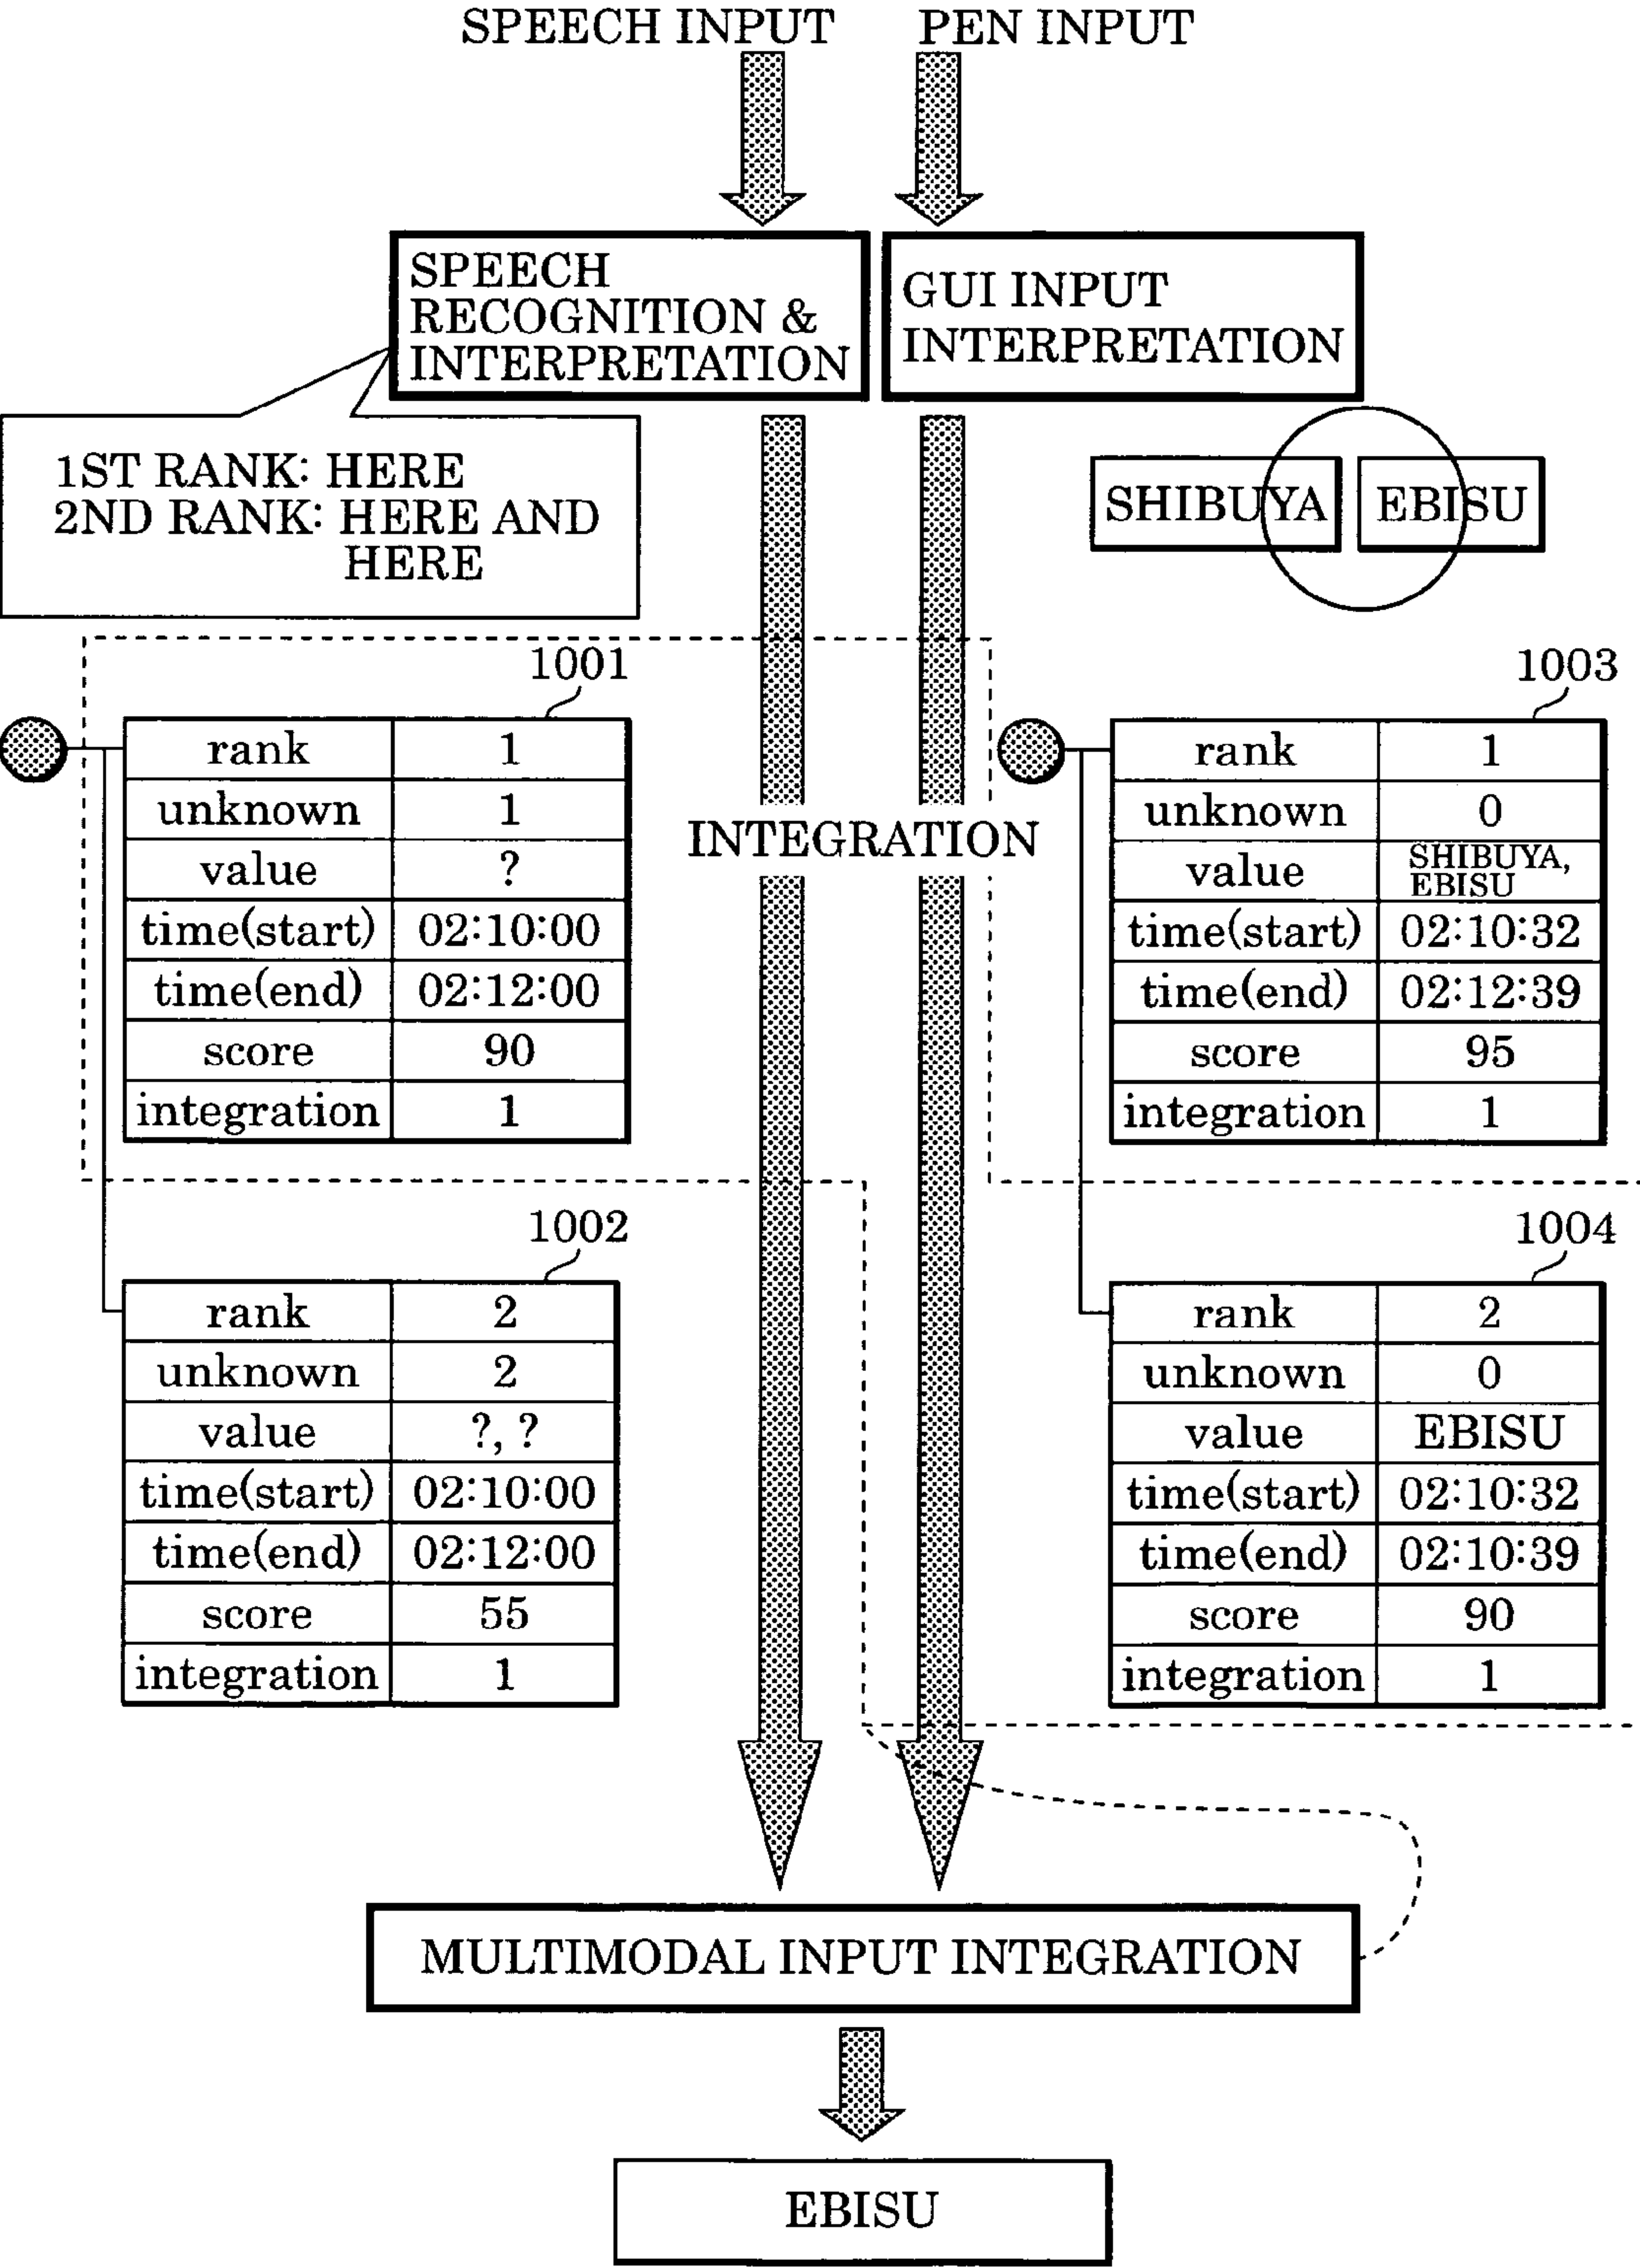 SPEECH INPUT
PEN INPUT
SPEECH
RECOGNITION &
INTERPRETATION
GUI INPUT
INTERPRETATION
1ST RANK: HERE
2ND RANK: HERE AND
HERE
SHIBUYA
EBISU
1001
rank 1
unknown 1
value ?
time(start) 02:10:00
time(end) 02:12:00
score 90
integration 1
INTEGRATION
1003
rank 1
unknown 0
value SHIBUYA,
EBISU
time(start) 02:10:32
time(end) 02:12:39
score 95
integration 1
1002
rank 2
unknown 2
value ?, ?
time(start) 02:10:00
time(end) 02:12:00
score 55
integration 1
1004
rank 2
unknown 0
value EBISU
time(start) 02:10:32
time(end) 02:10:39
score 90
integration 1
MULTIMODAL INPUT INTEGRATION
EBISU